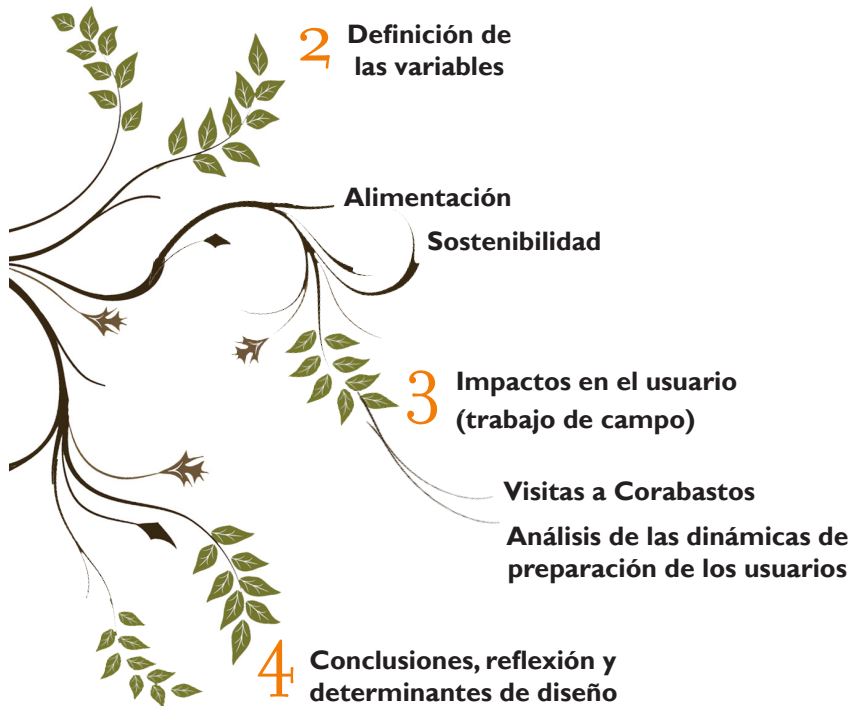 2 Definición de
las variables
Alimentación
Sostenibilidad
3 Impactos en el usuario
(trabajo de campo)
Visitas a Corabastos
Análisis de las dinámicas de
preparación de los usuarios
4 Conclusiones, reflexión y
determinantes de diseño